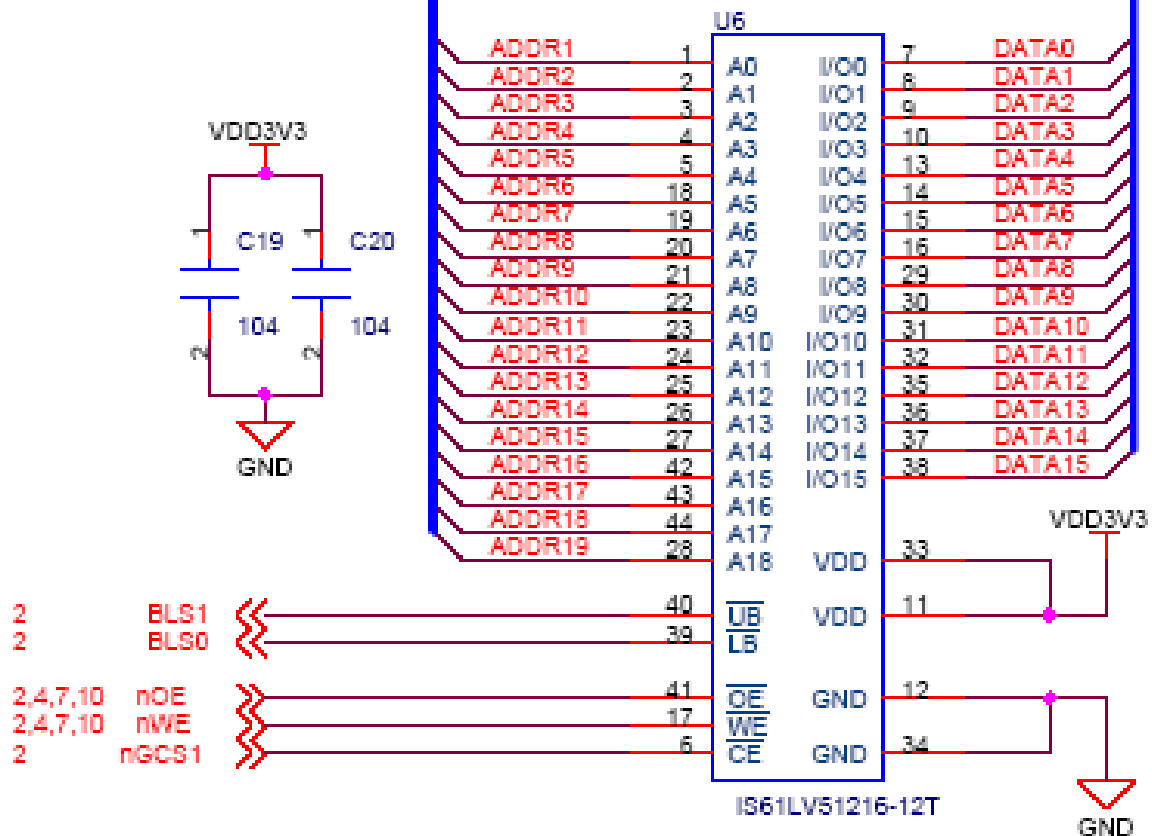 U6
ADDR1 1 A0 I/O0 7 DATA0
ADDR2 2 A1 I/O1 8 DATA1
ADDR3 3 A2 I/O2 9 DATA2
ADDR4 4 A3 I/O3 10 DATA3
ADDR5 5 A4 I/O4 13 DATA4
ADDR6 18 A5 I/O5 14 DATA5
ADDR7 19 A6 I/O6 15 DATA6
ADDR8 20 A7 I/O7 16 DATA7
ADDR9 21 A8 I/O8 29 DATA8
ADDR10 22 A9 I/O9 30 DATA9
ADDR11 23 A10 I/O10 31 DATA10
ADDR12 24 A11 I/O11 32 DATA11
ADDR13 25 A12 I/O12 35 DATA12
ADDR14 26 A13 I/O13 36 DATA13
ADDR15 27 A14 I/O14 37 DATA14
ADDR16 42 A15 I/O15 38 DATA15
ADDR17 43 A16
ADDR18 44 A17
ADDR19 28 A18 VDD 33
VDD3V3
2 BLS1 40 UB VDD 11
2 BLS0 39 LB
2,4,7,10 nOE 41 OE GND 12
2,4,7,10 nWE 17 WE
2 nGCS1 6 CE GND 34
IS61LV51216-12T
GND
VDD3V3
1 C19 1 C20
104 104
2 2
GND